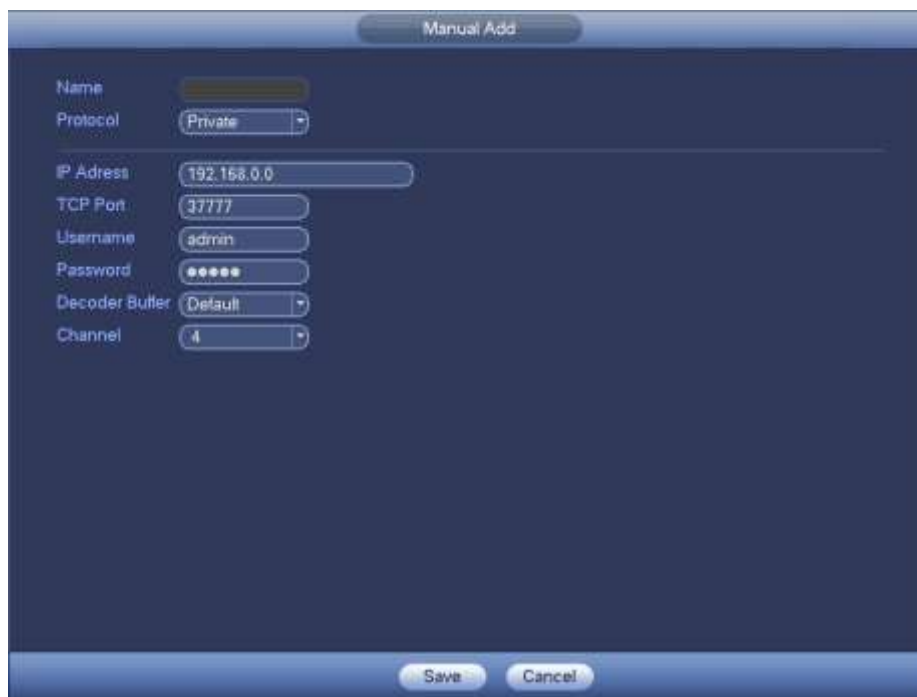 Manual Add
Name
Protocol Private
IP Adress 192.168.0.0
TCP Port 37777
Username admin
Password ●●●●●
Decoder Buffer Default
Channel 4
Save Cancel